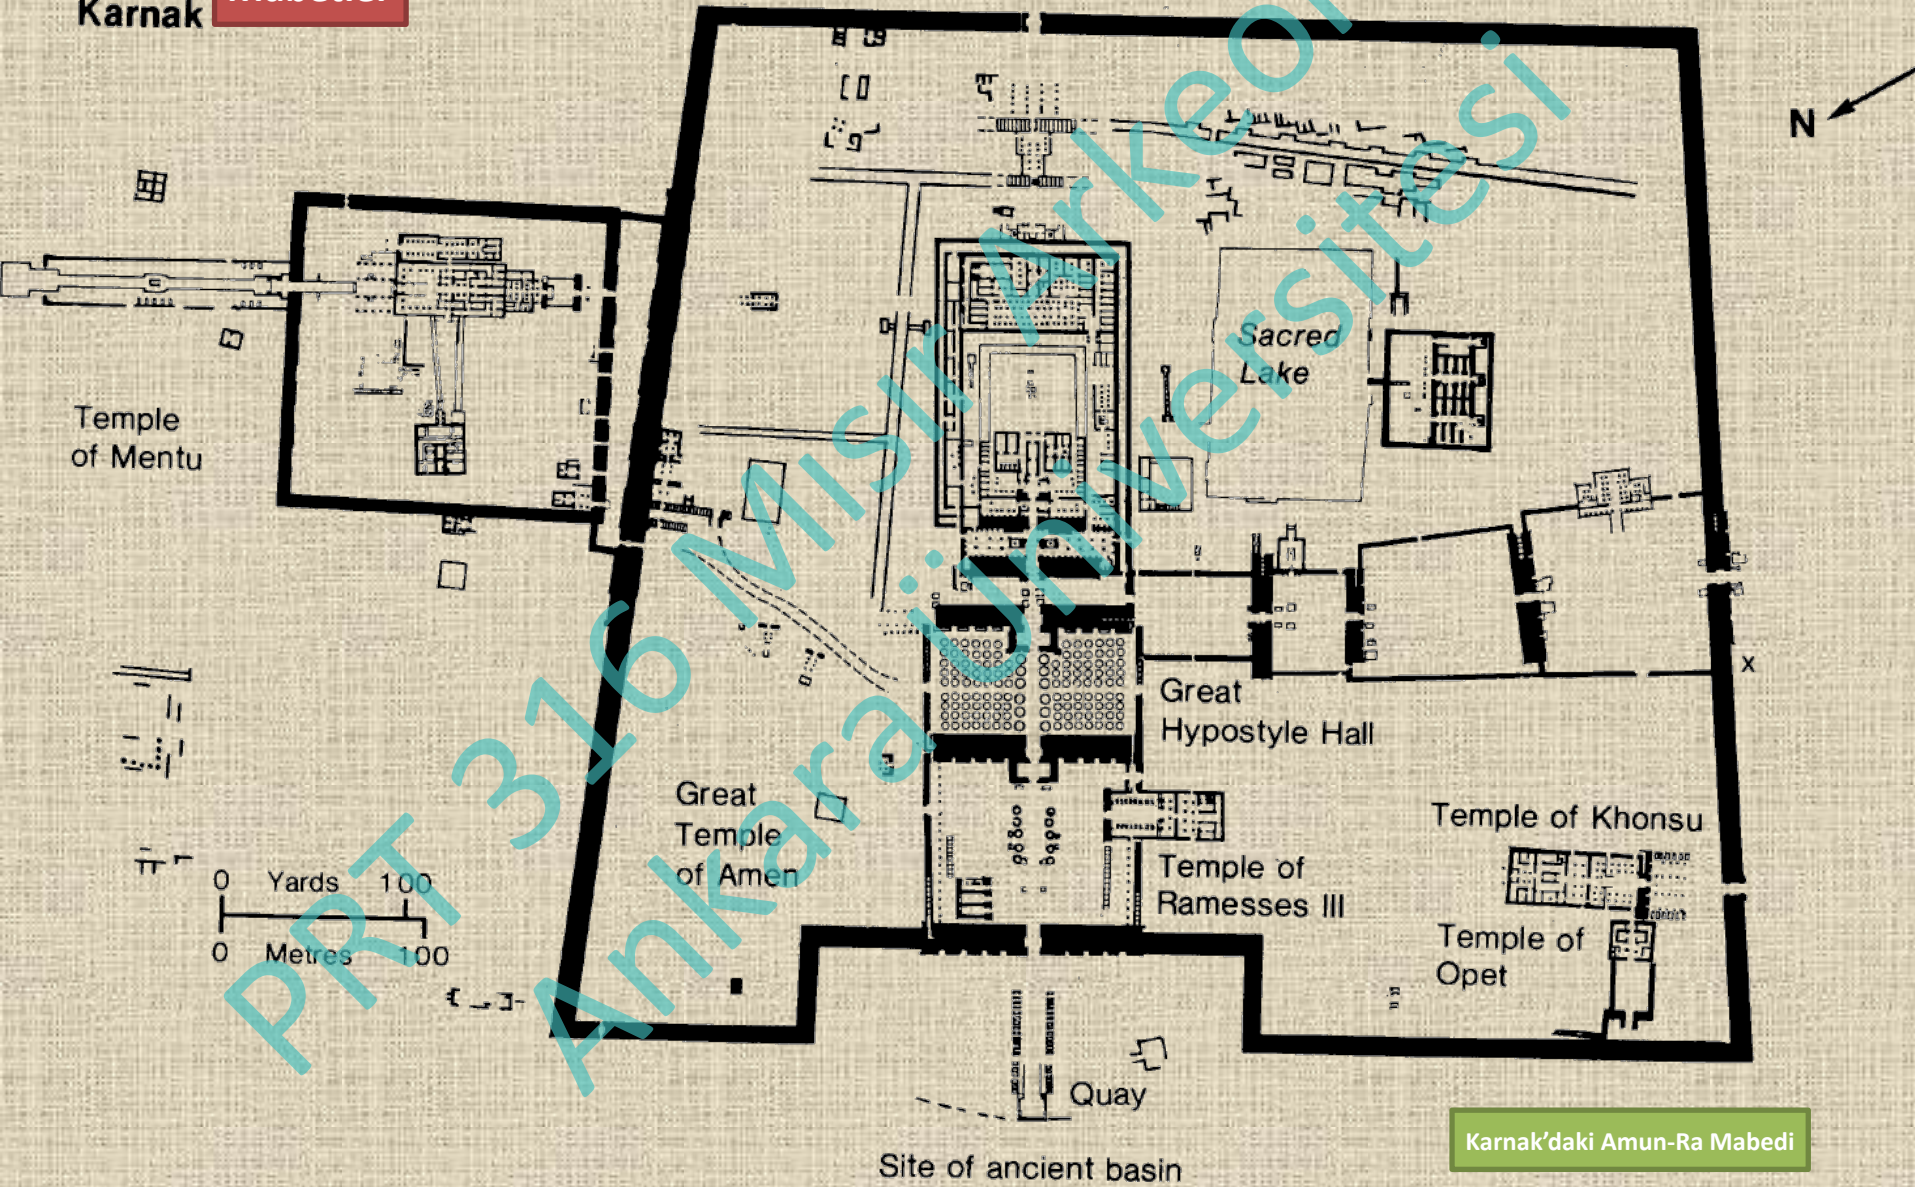 Karnak
N
Temple
of Mentu
Sacred
Lake
Great
Hypostyle Hall
x
Great
Temple
of Amen
Temple of
Ramesses III
Temple of Khonsu
Temple of
Opet
0 Yards 100
0 Metres 100
Quay
Site of ancient basin
Karnak’daki Amun-Ra Mabedi
PRT 316 Mısır
Ankara Üniversitesi